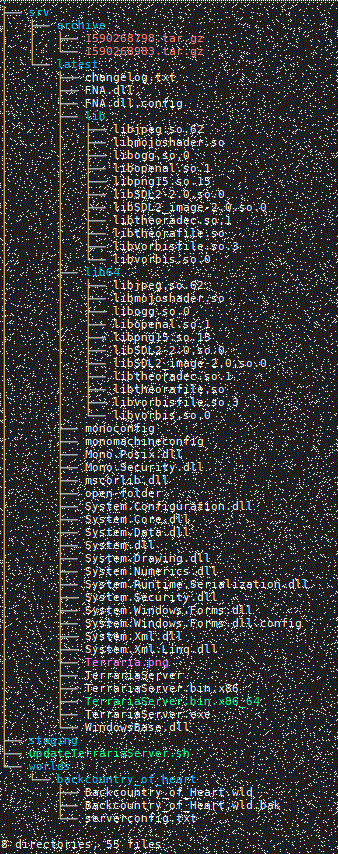 srv
archive
1590268798.tar.gz
1590268983.tar.gz
latest
changelog.txt
FNA.dll
FNA.dll.config
lib
libjpeg.so.62
libmojoshader.so
libogg.so.0
libopenal.so.1
libpng15.so.15
libSDL2-2.0.so.0
libSDL2_image-2.0.so.0
libtheoradec.so.1
libtheorafile.so
libvorbisfile.so.3
libvorbis.so.0
lib64
libjpeg.so.62
libmojoshader.so
libogg.so.0
libopenal.so.1
libpng15.so.15
libSDL2-2.0.so.0
libSDL2_image-2.0.so.0
libtheoradec.so.1
libtheorafile.so
libvorbisfile.so.3
libvorbis.so.0
monoconfig
monomachineconfig
Mono.Posix.dll
Mono.Security.dll
mscorlib.dll
open-folder
System.Configuration.dll
System.Core.dll
System.Data.dll
System.dll
System.Drawing.dll
System.Numerics.dll
System.Runtime.Serialization.dll
System.Security.dll
System.Windows.Forms.dll
System.Windows.Forms.dll.config
System.Xml.dll
System.Xml.Linq.dll
Terraria.png
TerrariaServer
TerrariaServer.bin.x86
TerrariaServer.bin.x86_64
TerrariaServer.exe
WindowsBase.dll
staging
updateTerrariaServer.sh
worlds
backcountry_of_heart
Backcountry_of_Heart.wld
Backcountry_of_Heart.wld.bak
serverconfig.txt
8 directories, 55 files